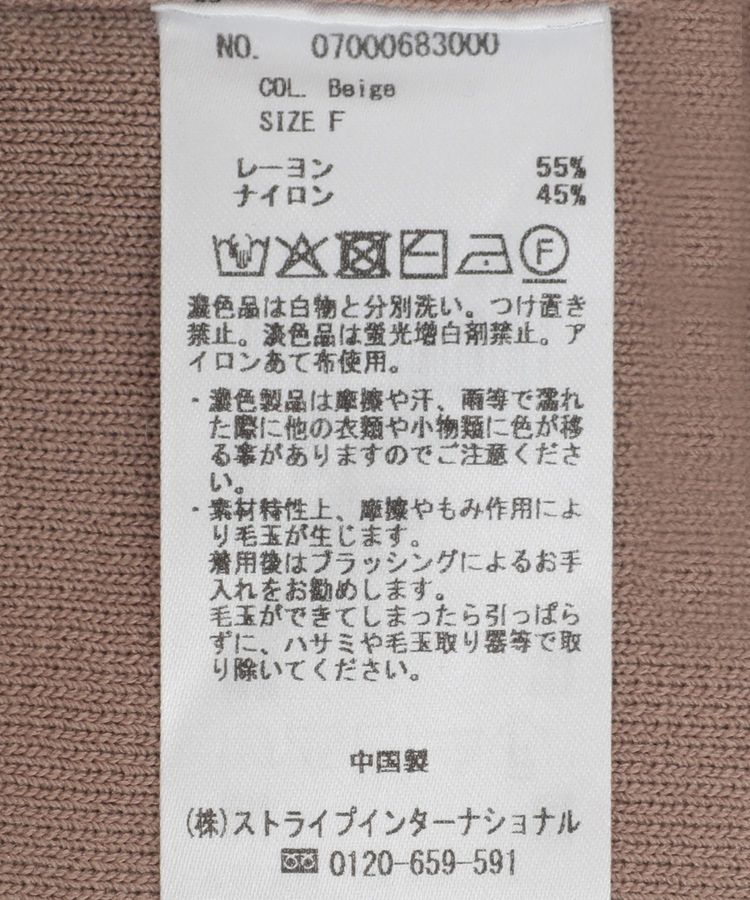 NO. 07000683000
COL. Beige
SIZE F
レーヨン 55%
ナイロン 45%
F
濃色品は白物と分別洗い。つけ置き
禁止。淡色品は蛍光増白剤禁止。ア
イロンあて布使用。
・濃色製品は摩擦や汗、雨等で濡れ
た際に他の衣類や小物類に色が移
る事がありますのでご注意くださ
い。
・素材特性上、摩擦やもみ作用によ
り毛玉が生じます。
着用後はブラッシングによるお手
入れをお勧めします。
毛玉ができてしまったら引っぱら
ずに、ハサミや毛玉取り器等で取
り除いてください。
中国製
(株)ストライプインターナショナル
0120-659-591